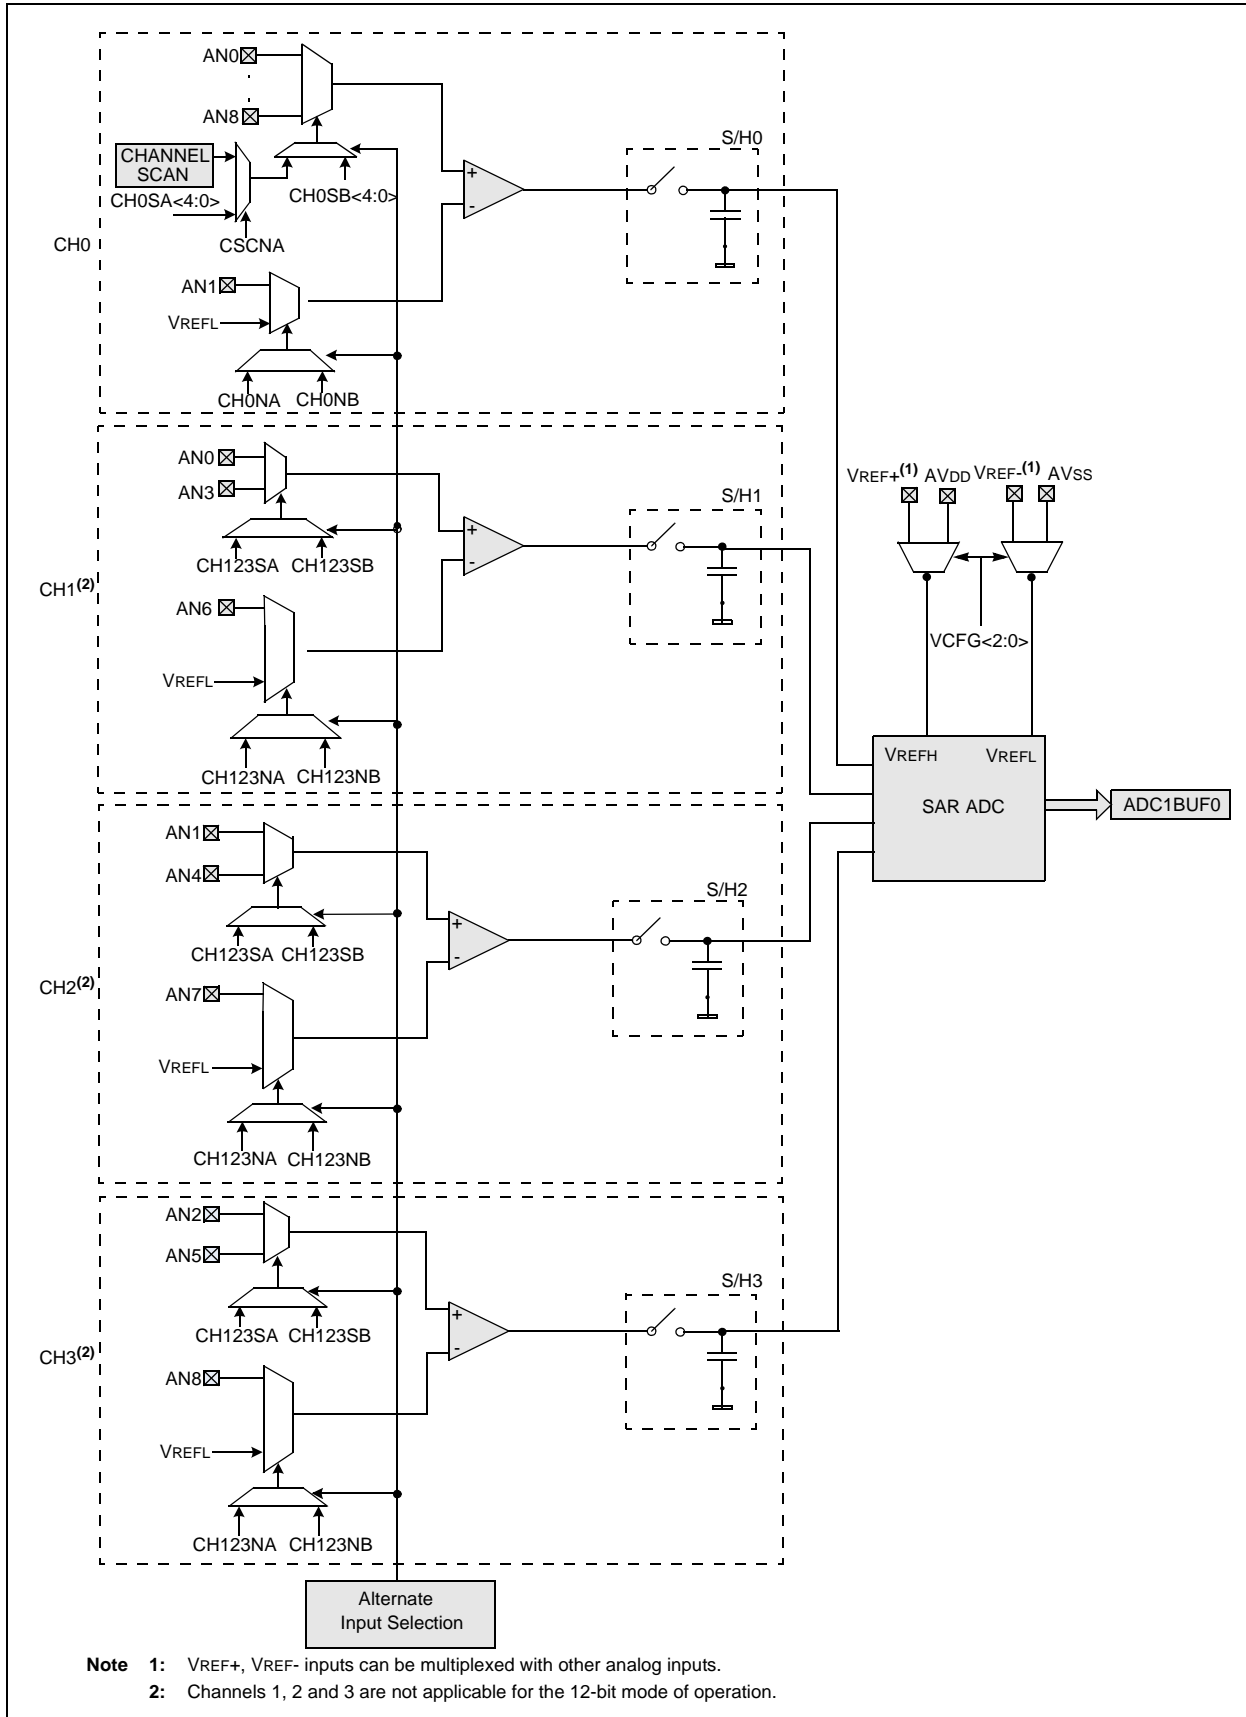 AN0
AN8
CHANNEL
SCAN
CH0SA<4:0>
CH0SB<4:0>
CSCNA
CH0
AN1
VREFL
CH0NA
CH0NB
+
-
S/H0
AN0
AN3
CH123SA
CH123SB
CH1(2)
AN6
VREFL
CH123NA
CH123NB
+
-
S/H1
VREF+(1)
AVDD
VREF-(1)
AVSS
VCFG<2:0>
VREFH
VREFL
SAR ADC
ADC1BUF0
AN1
AN4
CH123SA
CH123SB
CH2(2)
AN7
VREFL
CH123NA
CH123NB
+
-
S/H2
AN2
AN5
CH123SA
CH123SB
CH3(2)
AN8
VREFL
CH123NA
CH123NB
+
-
S/H3
Alternate
Input Selection
Note 1: VREF+, VREF- inputs can be multiplexed with other analog inputs.
2: Channels 1, 2 and 3 are not applicable for the 12-bit mode of operation.